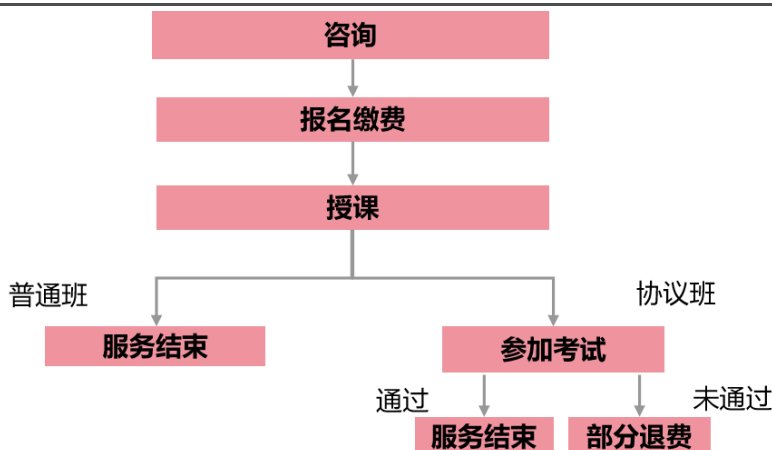 咨询
报名缴费
授课
普通班
协议班
服务结束
参加考试
通过
未通过
服务结束
部分退费